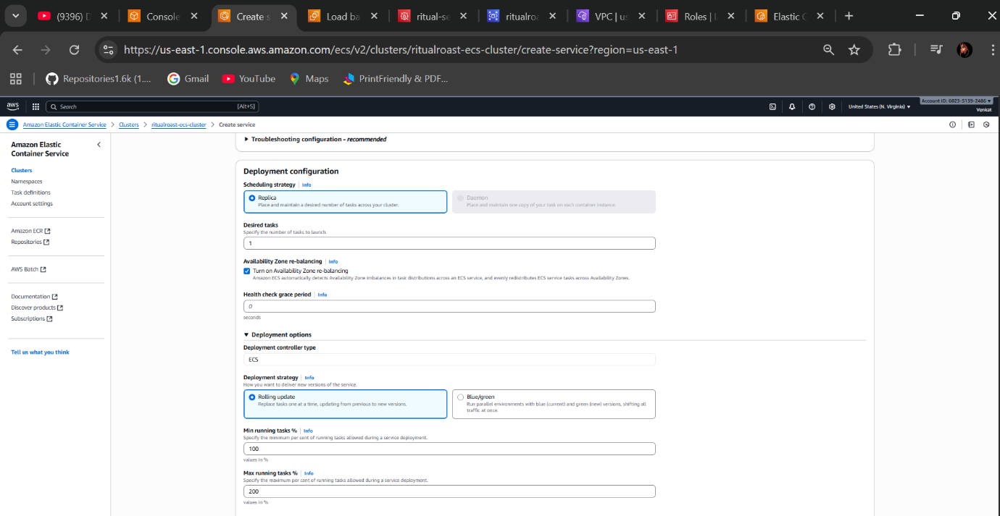 (9396) D
Console
Create s
Load ba
ritual-se
ritualroa
VPC | us
Roles | I
Elastic C
https://us-east-1.console.aws.amazon.com/ecs/v2/clusters/ritualroast-ecs-cluster/create-service?region=us-east-1
Repositories1.6k (1....
Gmail
YouTube
Maps
PrintFriendly & PDF...
aws
Search
[Alt+S]
United States (N. Virginia)
Account ID: 6023-5139-2486
Venkat
Amazon Elastic Container Service > Clusters > ritualroast-ecs-cluster > Create service
Amazon Elastic
Container Service
Clusters
Namespaces
Task definitions
Account settings
Amazon ECR
Repositories
AWS Batch
Documentation
Discover products
Subscriptions
Tell us what you think
Troubleshooting configuration - recommended
Deployment configuration
Scheduling strategy | Info
Replica
Place and maintain a desired number of tasks across your cluster.
Daemon
Place and maintain one copy of your task on each container instance.
Desired tasks
Specify the number of tasks to launch.
1
Availability Zone re-balancing | Info
Turn on Availability Zone re-balancing
Amazon ECS automatically detects Availability Zone imbalances in task distributions across an ECS service, and evenly redistributes ECS service tasks across Availability Zones.
Health check grace period | Info
0
seconds
Deployment options
Deployment controller type
ECS
Deployment strategy | Info
How you want to deliver new versions of the service.
Rolling update
Replace tasks one at a time, updating from previous to new versions.
Blue/green
Run parallel environments with blue (current) and green (new) versions, shifting all
traffic at once.
Min running tasks % | Info
Specify the minimum per cent of running tasks allowed during a service deployment.
100
values in %
Max running tasks % | Info
Specify the maximum per cent of running tasks allowed during a service deployment.
200
values in %